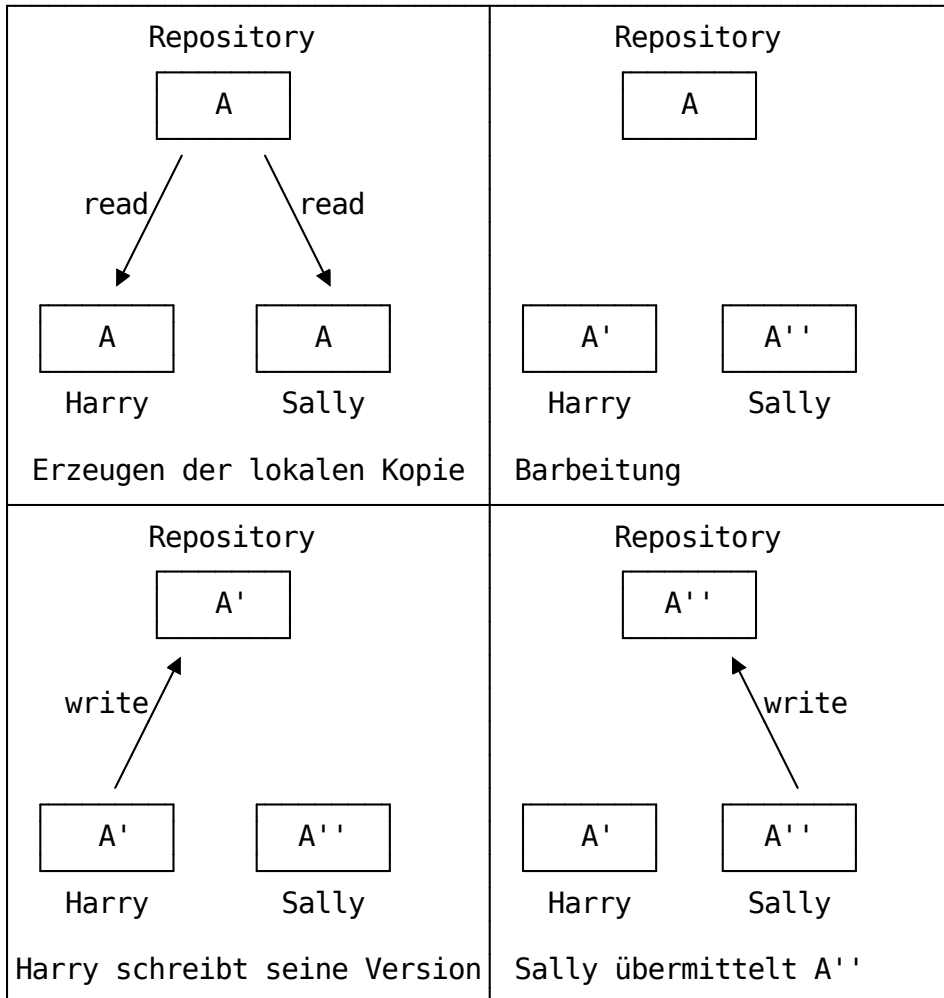 Repository
A
read read
A A
Harry Sally
Erzeugen der lokalen Kopie
Repository
A
A' A''
Harry Sally
Barbeitung
Repository
A'
write
A' A''
Harry Sally
Harry schreibt seine Version
Repository
A''
write
A' A''
Harry Sally
Sally übermittelt A''